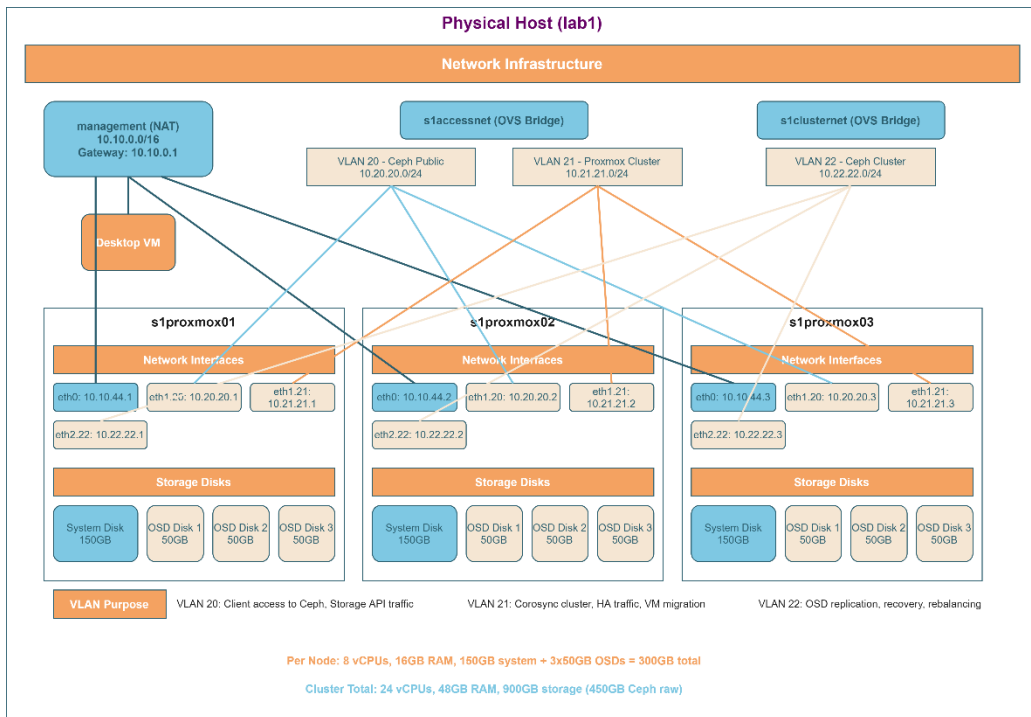 Physical Host (lab1)
Network Infrastructure
management (NAT)
10.10.0.0/16
Gateway: 10.10.0.1
s1accessnet (OVS Bridge)
s1clusternet (OVS Bridge)
VLAN 20 - Ceph Public
10.20.20.0/24
VLAN 21 - Proxmox Cluster
10.21.21.0/24
VLAN 22 - Ceph Cluster
10.22.22.0/24
Desktop VM
s1proxmox01
Network Interfaces
eth0: 10.10.44.1
eth1.20: 10.20.20.1
eth1.21:
10.21.21.1
eth2.22: 10.22.22.1
Storage Disks
System Disk
150GB
OSD Disk 1
50GB
OSD Disk 2
50GB
OSD Disk 3
50GB
s1proxmox02
Network Interfaces
eth0: 10.10.44.2
eth1.20: 10.20.20.2
eth1.21:
10.21.21.2
eth2.22: 10.22.22.2
Storage Disks
System Disk
150GB
OSD Disk 1
50GB
OSD Disk 2
50GB
OSD Disk 3
50GB
s1proxmox03
Network Interfaces
eth0: 10.10.44.3
eth1.20: 10.20.20.3
eth1.21:
10.21.21.3
eth2.22: 10.22.22.3
Storage Disks
System Disk
150GB
OSD Disk 1
50GB
OSD Disk 2
50GB
OSD Disk 3
50GB
VLAN Purpose
VLAN 20: Client access to Ceph, Storage API traffic
VLAN 21: Corosync cluster, HA traffic, VM migration
VLAN 22: OSD replication, recovery, rebalancing
Per Node: 8 vCPUs, 16GB RAM, 150GB system + 3x50GB OSDs = 300GB total
Cluster Total: 24 vCPUs, 48GB RAM, 900GB storage (450GB Ceph raw)